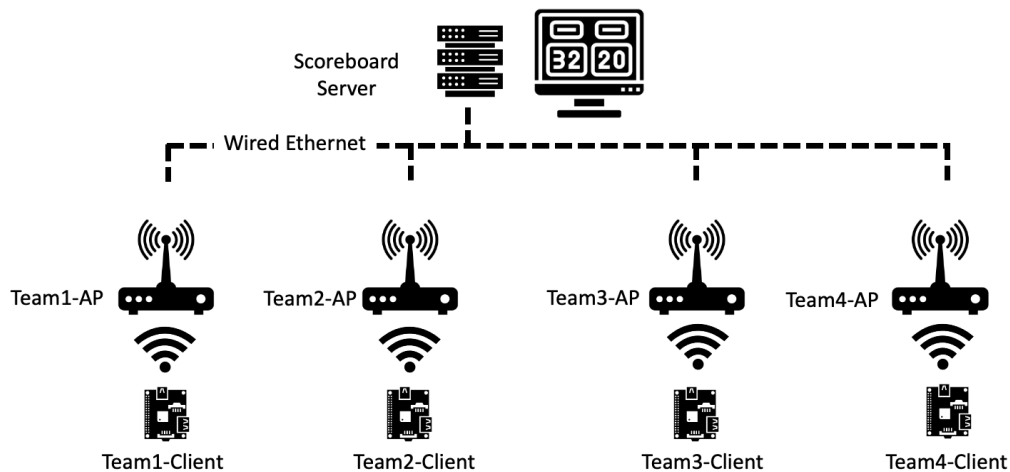 Scoreboard
Server
32 20
Wired Ethernet
Team1-AP Team2-AP Team3-AP Team4-AP
Team1-Client Team2-Client Team3-Client Team4-Client